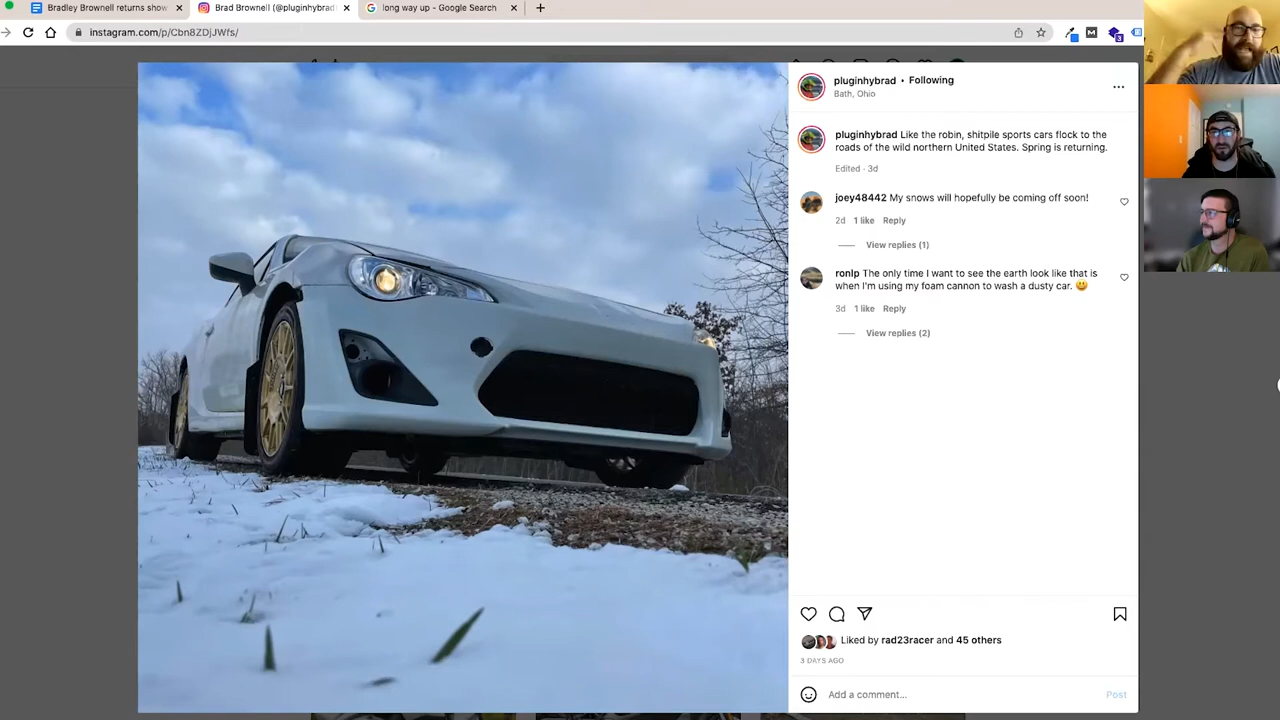 Bradley Brownell returns show
Brad Brownell (@pluginhybrad
long way up - Google Search
instagram.com/p/Cbn8ZDjJWfs/
pluginhybrad • Following
Bath, Ohio
pluginhybrad Like the robin, shitpile sports cars flock to the
roads of the wild northern United States. Spring is returning.
Edited · 3d
joey48442 My snows will hopefully be coming off soon!
2d 1 like Reply
View replies (1)
ronlp The only time I want to see the earth look like that is
when I'm using my foam cannon to wash a dusty car. 😀
3d 1 like Reply
View replies (2)
Liked by rad23racer and 45 others
3 DAYS AGO
Add a comment...
Post